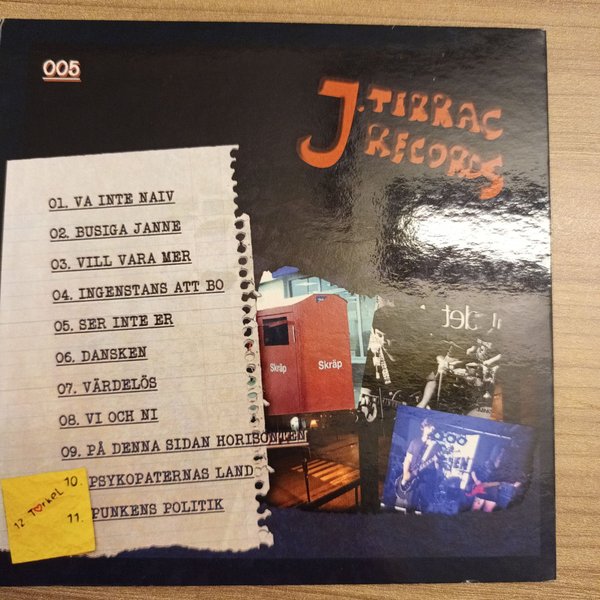 005
J. TIRRAC
RECORDS
01. VA INTE NAIV
02. BUSIGA JANNE
03. VILL VARA MER
04. INGENSTANS ATT BO
05. SER INTE ER
06. DANSKEN
07. VÄRDELÖS
08. VI OCH NI
09. PÅ DENNA SIDAN HORIBONTEN
10. PSYKOPATERNAS LAND
11. PUNKENS POLITIK
12 Torkel
Skräp
Skräp